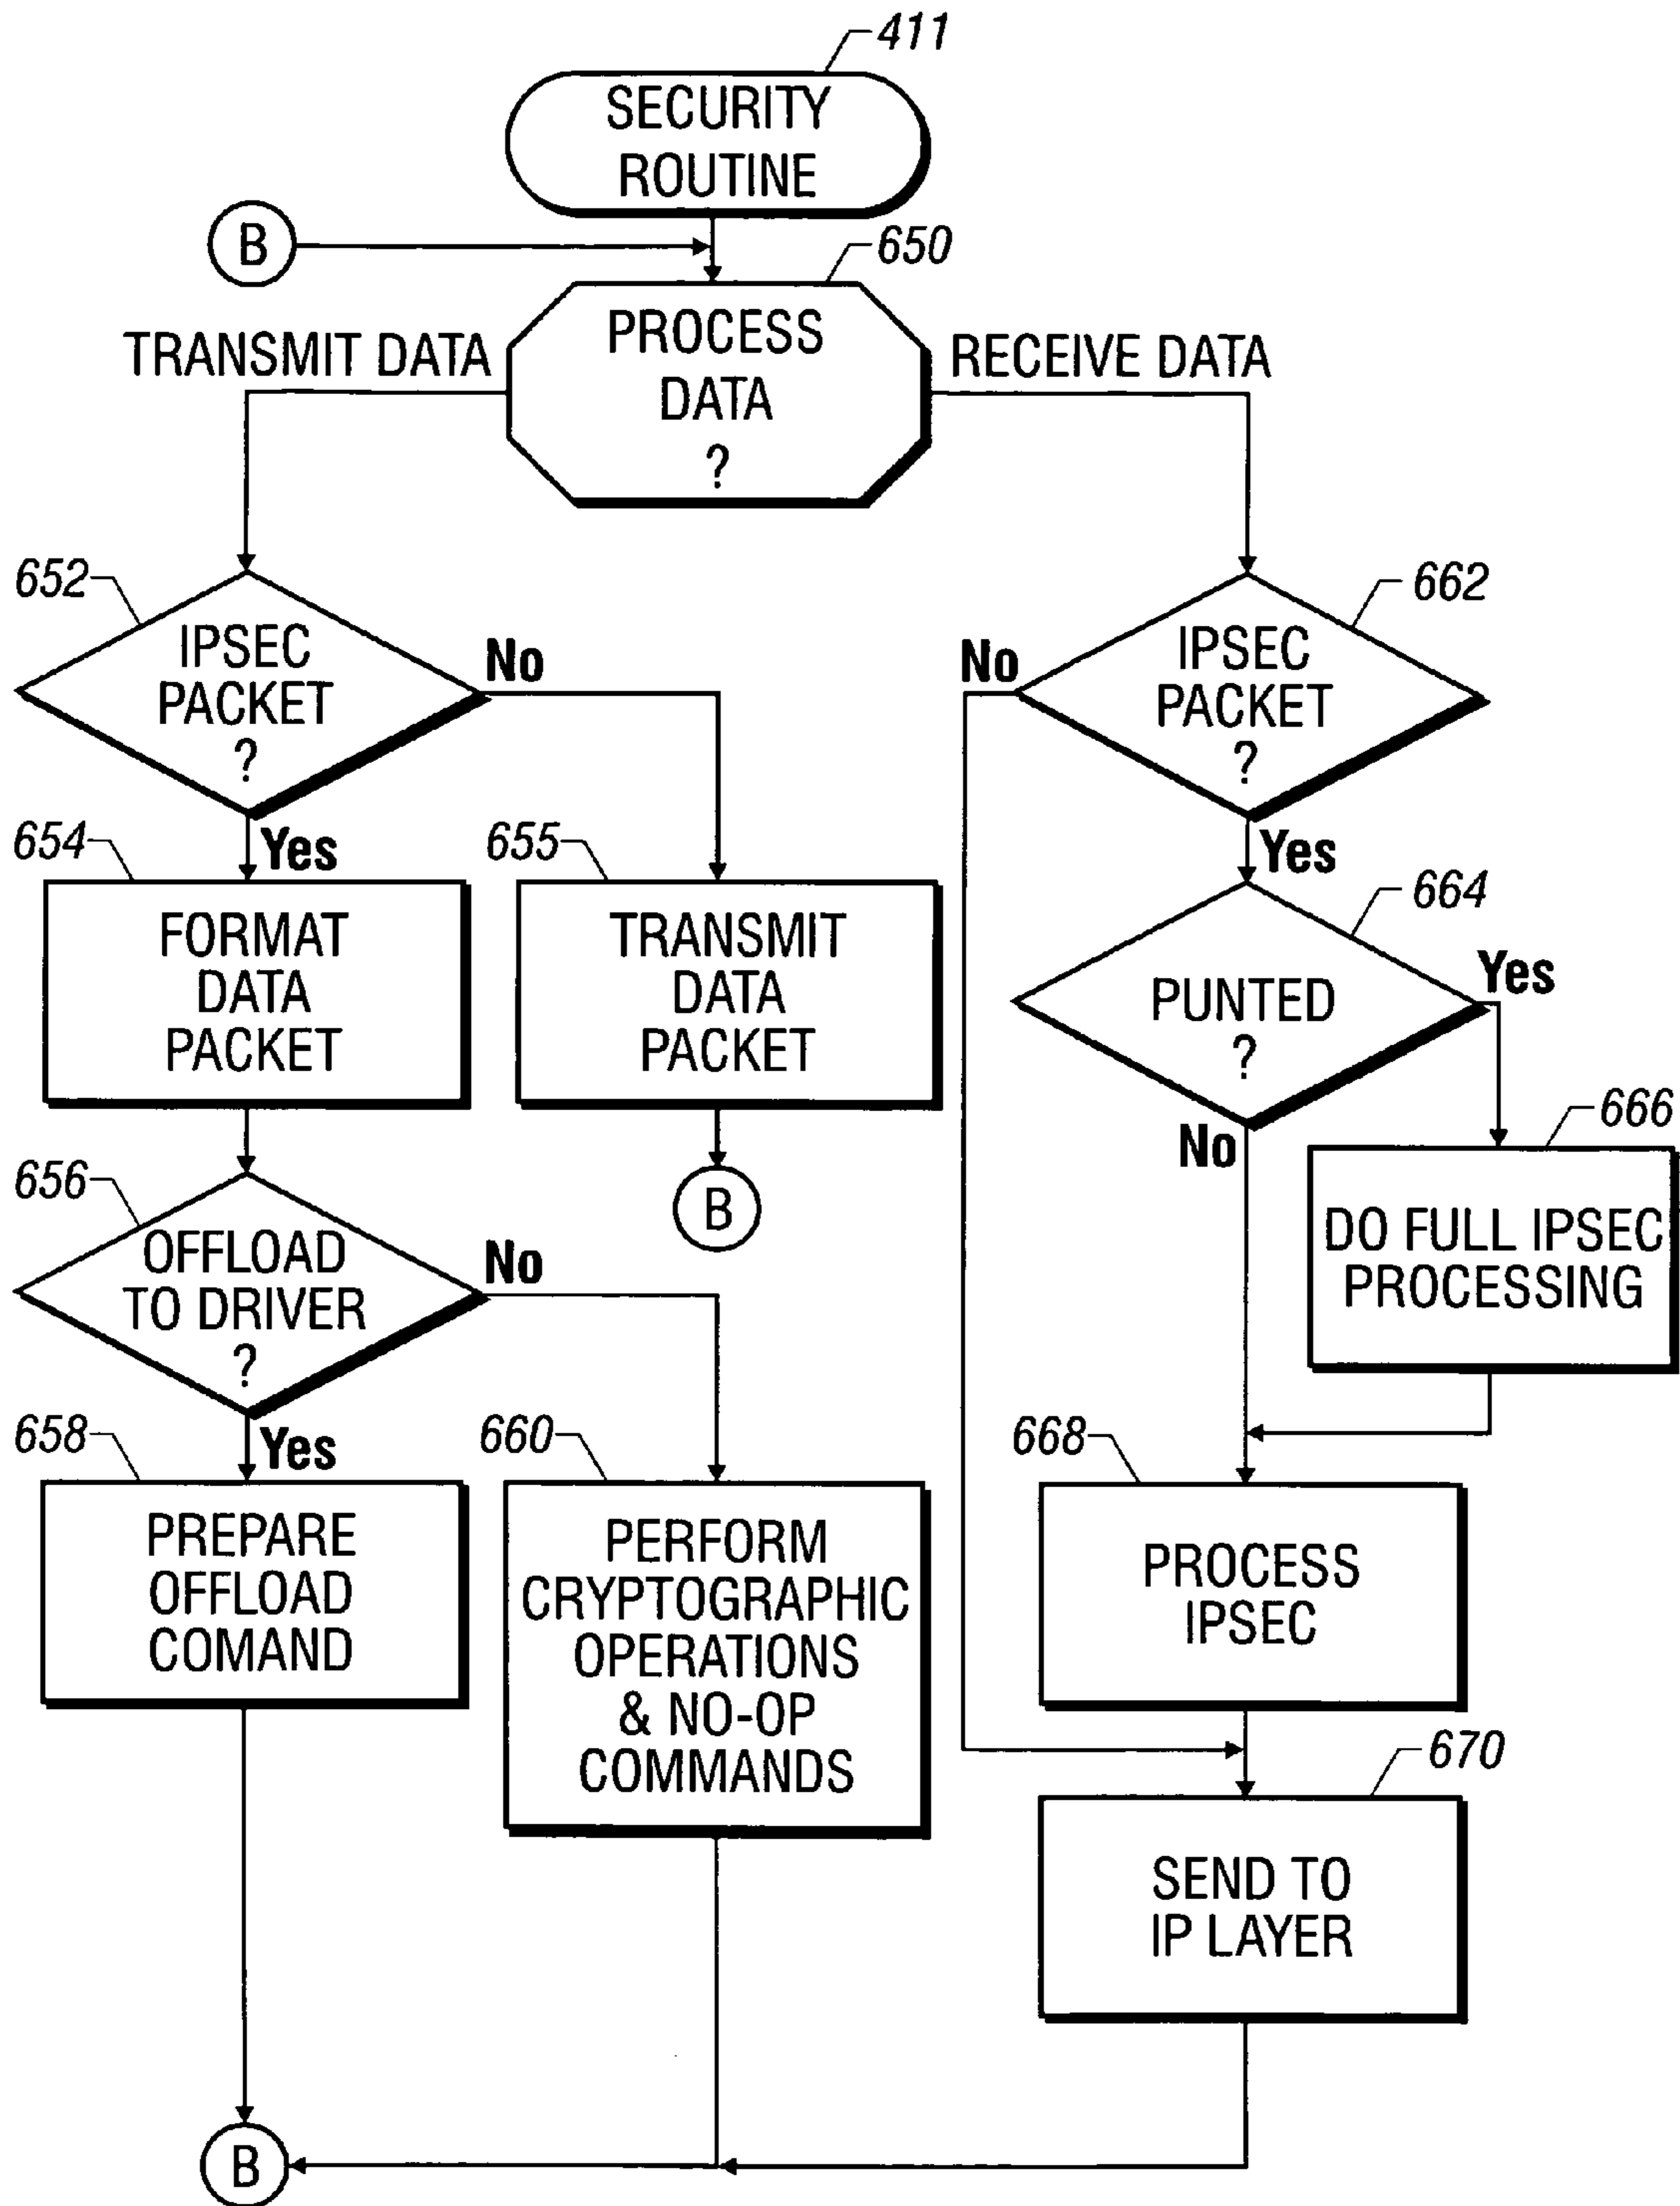 411
SECURITY
ROUTINE
B
650
PROCESS
DATA
?
TRANSMIT DATA
RECEIVE DATA
652
IPSEC
PACKET
?
No
Yes
662
IPSEC
PACKET
?
No
Yes
654
FORMAT
DATA
PACKET
655
TRANSMIT
DATA
PACKET
B
664
PUNTED
?
Yes
No
666
DO FULL IPSEC
PROCESSING
656
OFFLOAD
TO DRIVER
?
No
Yes
658
PREPARE
OFFLOAD
COMAND
660
PERFORM
CRYPTOGRAPHIC
OPERATIONS
& NO-OP
COMMANDS
668
PROCESS
IPSEC
670
SEND TO
IP LAYER
B